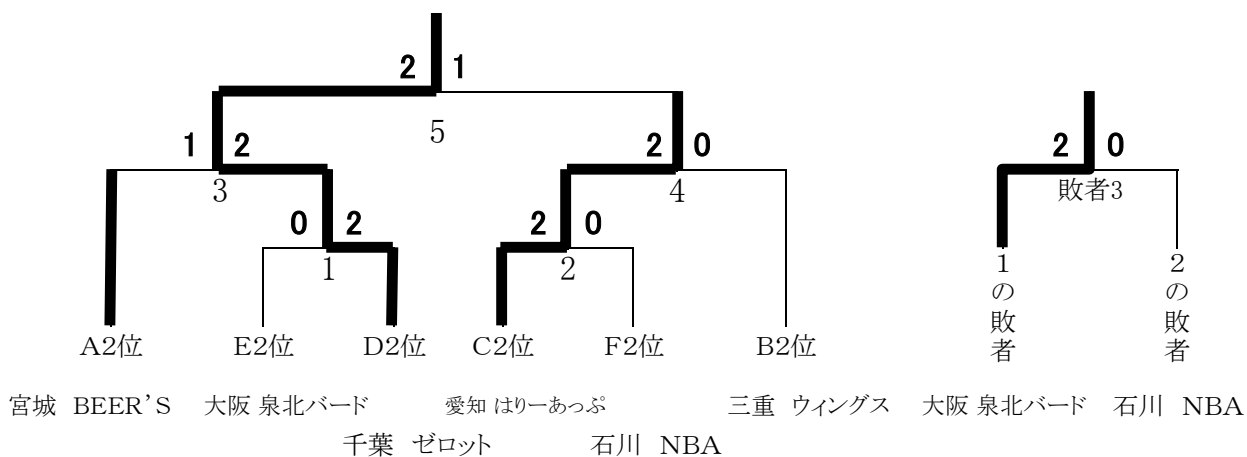 2 1
5
1 2 2 0 2 0
3 4 敗者3
0 2 2 0
1 2
1の敗者 2の敗者
A2位 E2位 D2位 C2位 F2位 B2位
宮城 BEER’S 大阪 泉北バード 愛知 はりーあっぷ 三重 ウィングス 大阪 泉北バード 石川 NBA
千葉 ゼロット 石川 NBA